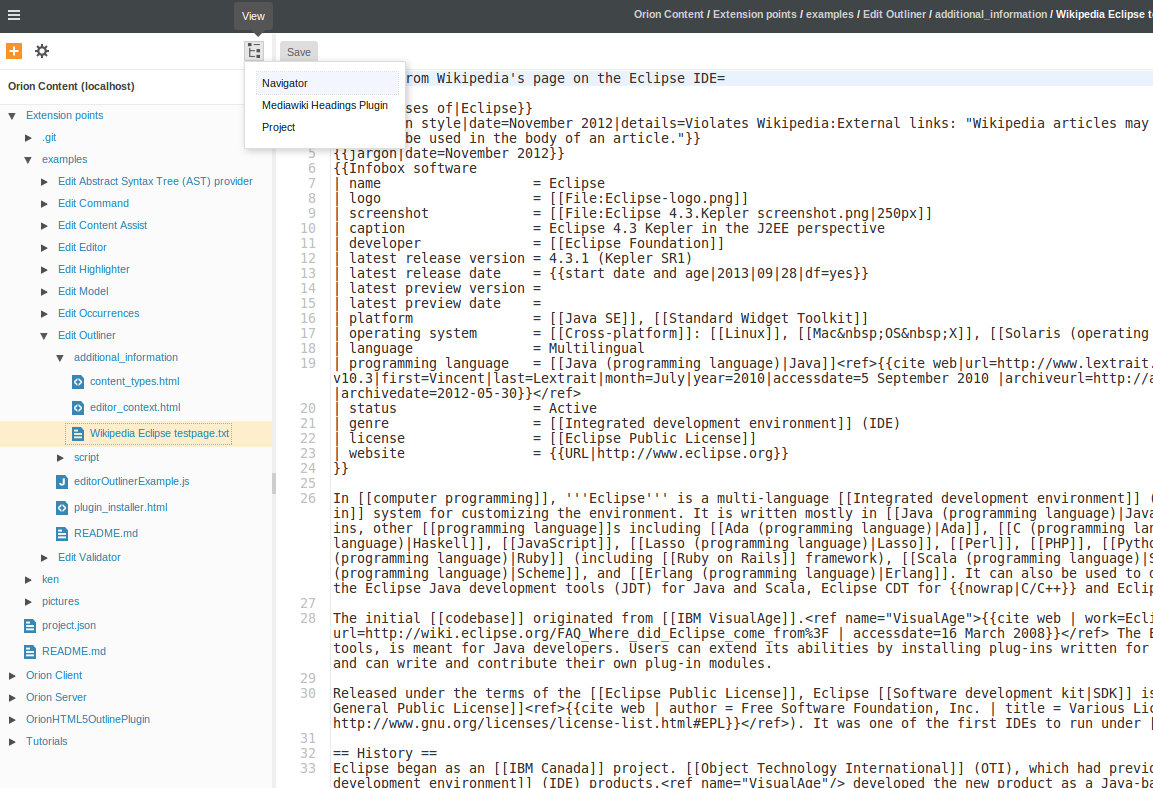 View
Orion Content / Extension points / examples / Edit Outliner / additional_information / Wikipedia Eclipse
Save
Orion Content (localhost)
Extension points
.git
examples
Edit Abstract Syntax Tree (AST) provider
Edit Command
Edit Content Assist
Edit Editor
Edit Highlighter
Edit Model
Edit Occurrences
Edit Outliner
additional_information
content_types.html
editor_context.html
Wikipedia Eclipse testpage.txt
script
editorOutlinerExample.js
plugin_installer.html
README.md
Edit Validator
ken
pictures
project.json
README.md
Orion Client
Orion Server
OrionHTML5OutlinePlugin
Tutorials
Navigator
Mediawiki Headings Plugin
Project
rom Wikipedia's page on the Eclipse IDE=
ses of|Eclipse}}
n style|date=November 2012|details=Violates Wikipedia:External links: "Wikipedia articles may
be used in the body of an article."}}
5 {{jargon|date=November 2012}}
6 {{Infobox software
7 | name = Eclipse
8 | logo = [[File:Eclipse-logo.png]]
9 | screenshot = [[File:Eclipse 4.3.Kepler screenshot.png|250px]]
10 | caption = Eclipse 4.3 Kepler in the J2EE perspective
11 | developer = [[Eclipse Foundation]]
12 | latest release version = 4.3.1 (Kepler SR1)
13 | latest release date = {{start date and age|2013|09|28|df=yes}}
14 | latest preview version =
15 | latest preview date =
16 | platform = [[Java SE]], [[Standard Widget Toolkit]]
17 | operating system = [[Cross-platform]]: [[Linux]], [[Mac&nbsp;OS&nbsp;X]], [[Solaris (operating
18 | language = Multilingual
19 | programming language = [[Java (programming language)|Java]]<ref>{{cite web|url=http://www.lextrait.
v10.3|first=Vincent|last=Lextrait|month=July|year=2010|accessdate=5 September 2010 |archiveurl=http://a
|archivedate=2012-05-30}}</ref>
20 | status = Active
21 | genre = [[Integrated development environment]] (IDE)
22 | license = [[Eclipse Public License]]
23 | website = {{URL|http://www.eclipse.org}}
24 }}
25
26 In [[computer programming]], '''Eclipse''' is a multi-language [[Integrated development environment]] (
in]] system for customizing the environment. It is written mostly in [[Java (programming language)|Java
ins, other [[programming language]]s including [[Ada (programming language)|Ada]], [[C (programming lan
language)|Haskell]], [[JavaScript]], [[Lasso (programming language)|Lasso]], [[Perl]], [[PHP]], [[Pytho
(programming language)|Ruby]] (including [[Ruby on Rails]] framework), [[Scala (programming language)|S
(programming language)|Scheme]], and [[Erlang (programming language)|Erlang]]. It can also be used to d
the Eclipse Java development tools (JDT) for Java and Scala, Eclipse CDT for {{nowrap|C/C++}} and Eclip
27
28 The initial [[codebase]] originated from [[IBM VisualAge]].<ref name="VisualAge">{{cite web | work=Ecli
url=http://wiki.eclipse.org/FAQ_Where_did_Eclipse_come_from%3F | accessdate=16 March 2008}}</ref> The E
tools, is meant for Java developers. Users can extend its abilities by installing plug-ins written for
and can write and contribute their own plug-in modules.
29
30 Released under the terms of the [[Eclipse Public License]], Eclipse [[Software development kit|SDK]] is
General Public License]]<ref>{{cite web | author = Free Software Foundation, Inc. | title = Various Lic
http://www.gnu.org/licenses/license-list.html#EPL}}</ref>). It was one of the first IDEs to run under [
31
32 == History ==
33 Eclipse began as an [[IBM Canada]] project. [[Object Technology International]] (OTI), which had previo
development environment]] (IDE) products.<ref name="VisualAge"/> developed the new product as a Java-ba